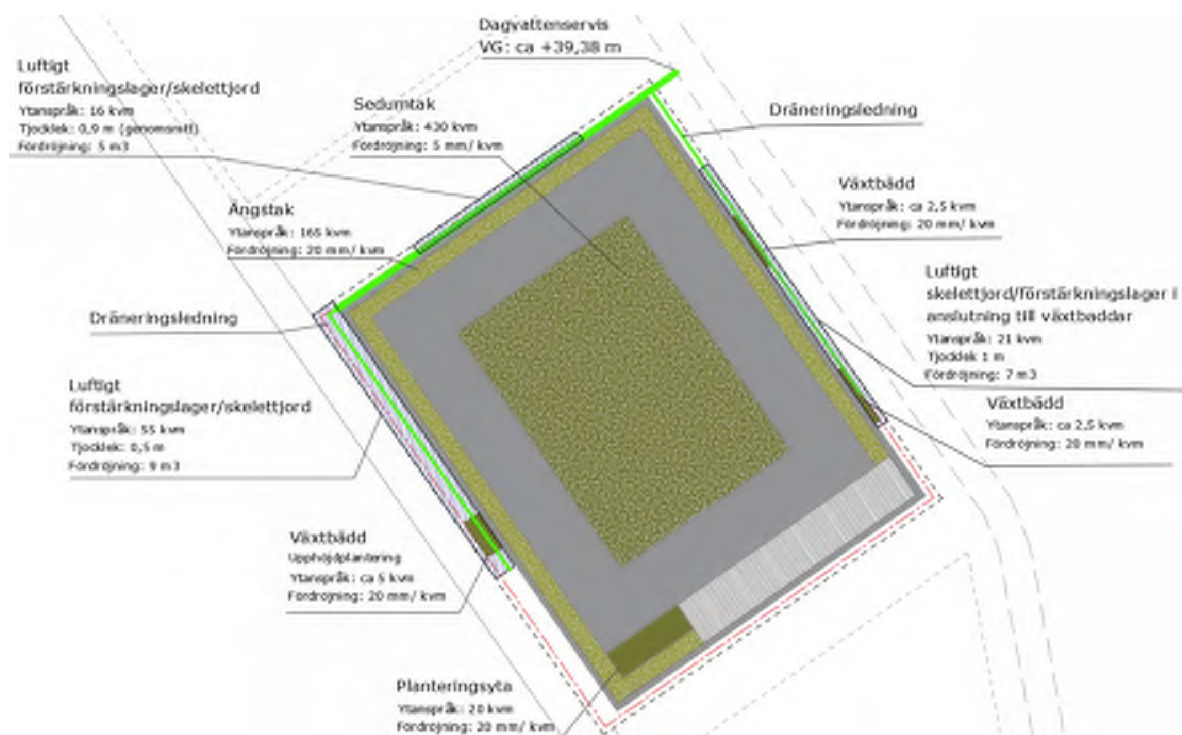 Dagvattenservis
VG: ca +39,38 m
Luftigt
förstärkningslager/skelettjord
Ytanspråk: 16 kvm
Tjocklek: 0,9 m (genomsnitt)
Fördröjning: 5 m3
Sedumtak
Ytanspråk: 430 kvm
Fördröjning: 5 mm/ kvm
Dräneringsledning
Växtbädd
Ytanspråk: ca 2,5 kvm
Fördröjning: 20 mm/ kvm
Ängstak
Ytanspråk: 165 kvm
Fördröjning: 20 mm/ kvm
Luftigt
skelettjord/förstärkningslager i
anslutning till växtbäddar
Ytanspråk: 21 kvm
Tjocklek 1 m
Fördröjning: 7 m3
Dräneringsledning
Luftigt
förstärkningslager/skelettjord
Ytanspråk: 55 kvm
Tjocklek: 0,5 m
Fördröjning: 9 m3
Växtbädd
Ytanspråk: ca 2,5 kvm
Fördröjning: 20 mm/ kvm
Växtbädd
Upphöjdplantering
Ytanspråk: ca 5 kvm
Fördröjning: 20 mm/ kvm
Planteringsyta
Ytanspråk: 20 kvm
Fördröjning: 20 mm/ kvm